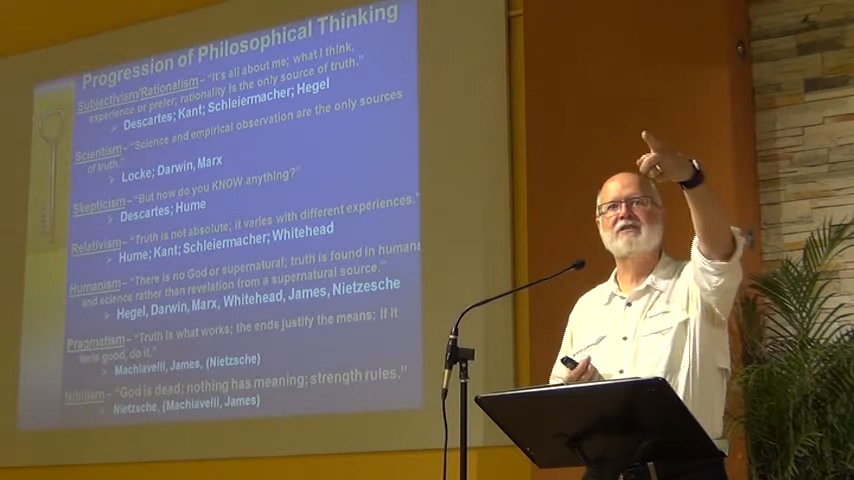 Progression of Philosophical Thinking
Subjectivism/Rationalism – "It's all about me; what I think,
experience or prefer; rationality is the only source of truth."
➢ Descartes; Kant; Schleiermacher; Hegel
Scientism – "Science and empirical observation are the only sources
of truth."
➢ Locke; Darwin, Marx
Skepticism – "But how do you KNOW anything?"
➢ Descartes; Hume
Relativism – "Truth is not absolute; it varies with different experiences."
➢ Hume; Kant; Schleiermacher; Whitehead
Humanism – "There is no God or supernatural; truth is found in humans
and science rather than revelation from a supernatural source."
➢ Hegel, Darwin, Marx, Whitehead, James, Nietzesche
Pragmatism – "Truth is what works; the ends justify the means; If it
feels good, do it."
➢ Machiavelli, James, (Nietzsche)
Nihilism – "God is dead; nothing has meaning; strength rules."
➢ Nietzsche, (Machiavelli, James)